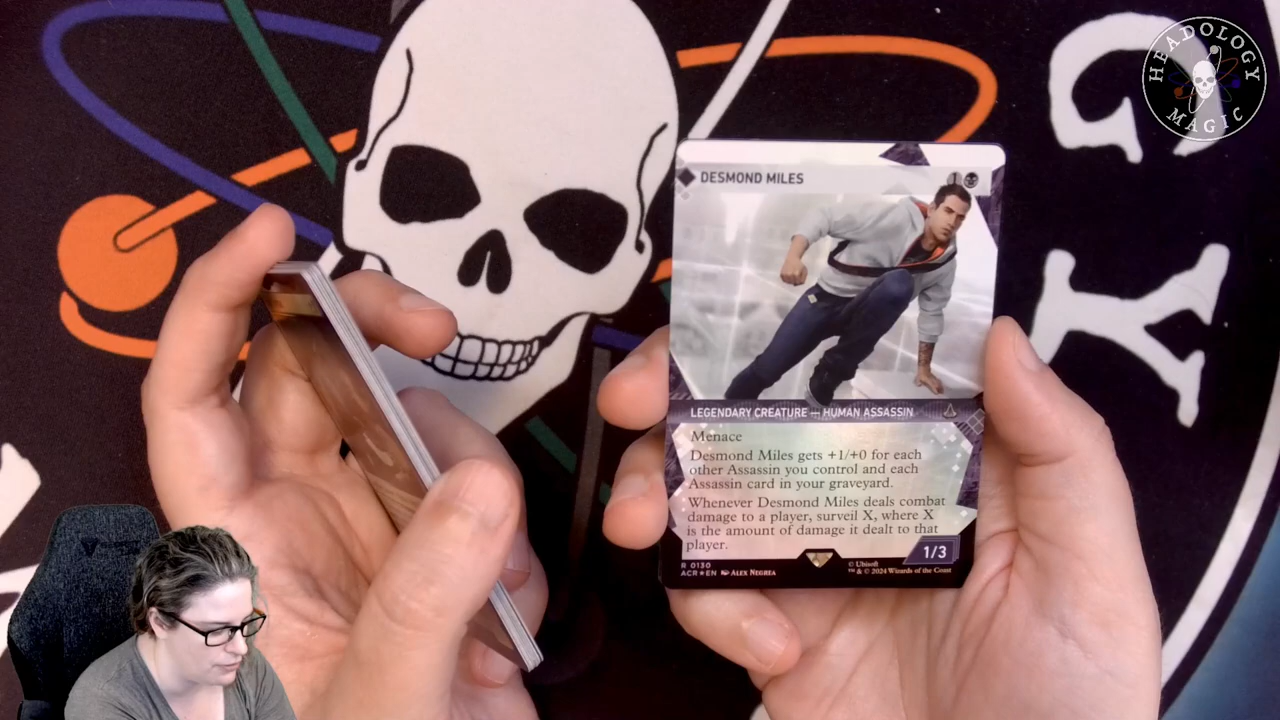 HEADOLOGY
MAGIC
DESMOND MILES
1
LEGENDARY CREATURE — HUMAN ASSASSIN
Menace
Desmond Miles gets +1/+0 for each
other Assassin you control and each
Assassin card in your graveyard.
Whenever Desmond Miles deals combat
damage to a player, surveil X, where X
is the amount of damage it dealt to that
player.
1/3
R 0130
ACR★EN ALEX NEGREA
© Ubisoft
™ & © 2024 Wizards of the Coast
G
Y